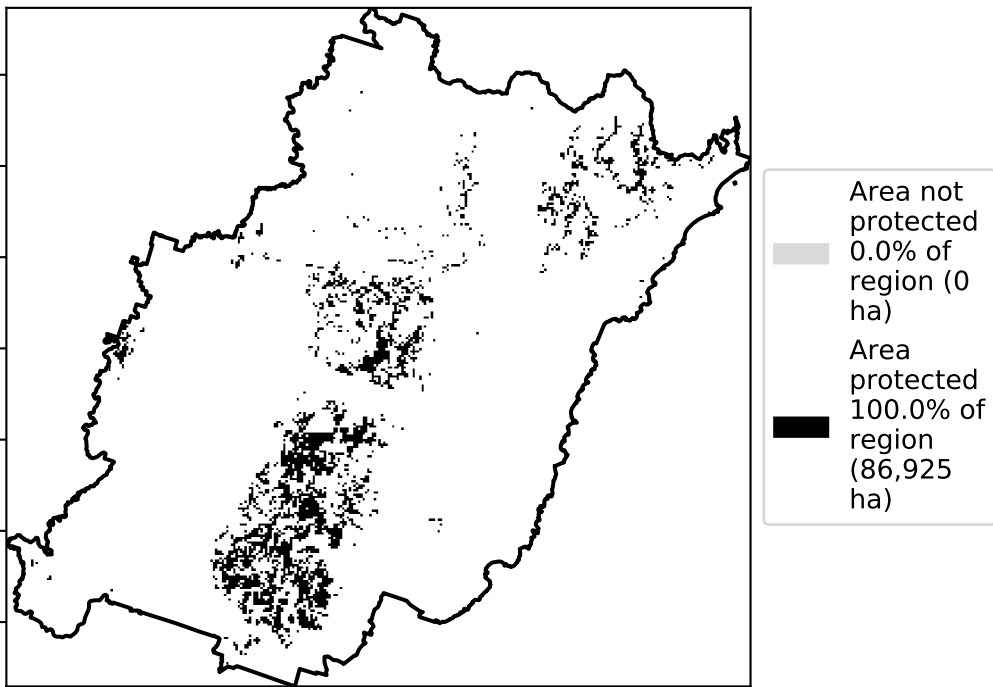 Area not
protected
0.0% of
region (0
ha)
Area
protected
100.0% of
region
(86,925
ha)